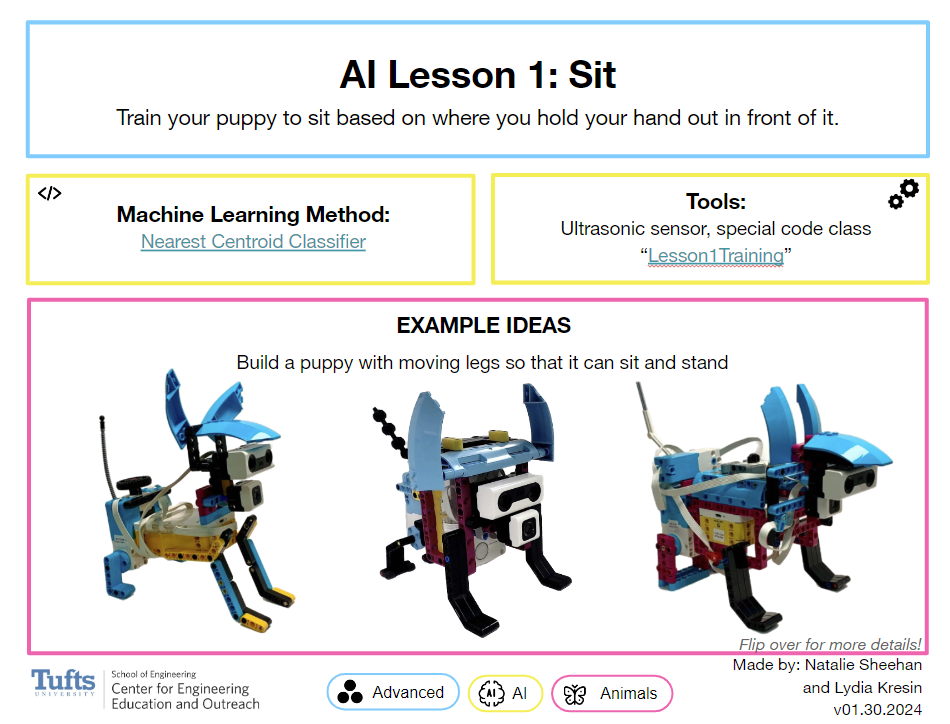 AI Lesson 1: Sit
Train your puppy to sit based on where you hold your hand out in front of it.
</>
Machine Learning Method:
Nearest Centroid Classifier
Tools:
Ultrasonic sensor, special code class
“Lesson1Training”
EXAMPLE IDEAS
Build a puppy with moving legs so that it can sit and stand
Flip over for more details!
Made by: Natalie Sheehan
and Lydia Kresin
v01.30.2024
Tufts
UNIVERSITY
School of Engineering
Center for Engineering
Education and Outreach
Advanced
AI
AI
Animals